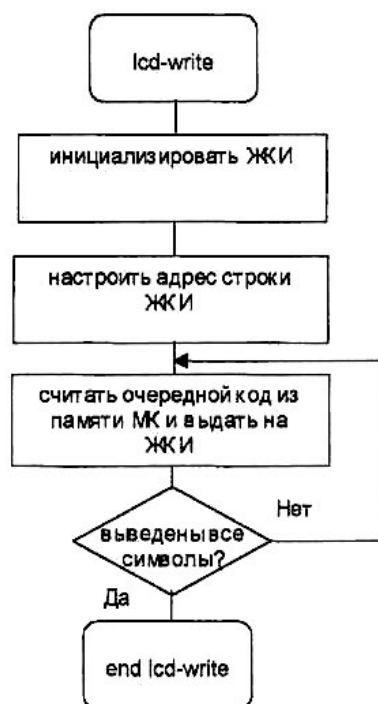 lcd-write
инициализировать ЖКИ
настроить адрес строки
ЖКИ
считать очередной код из
памяти МК и выдать на
ЖКИ
Нет
выведены все
символы?
Да
end lcd-write